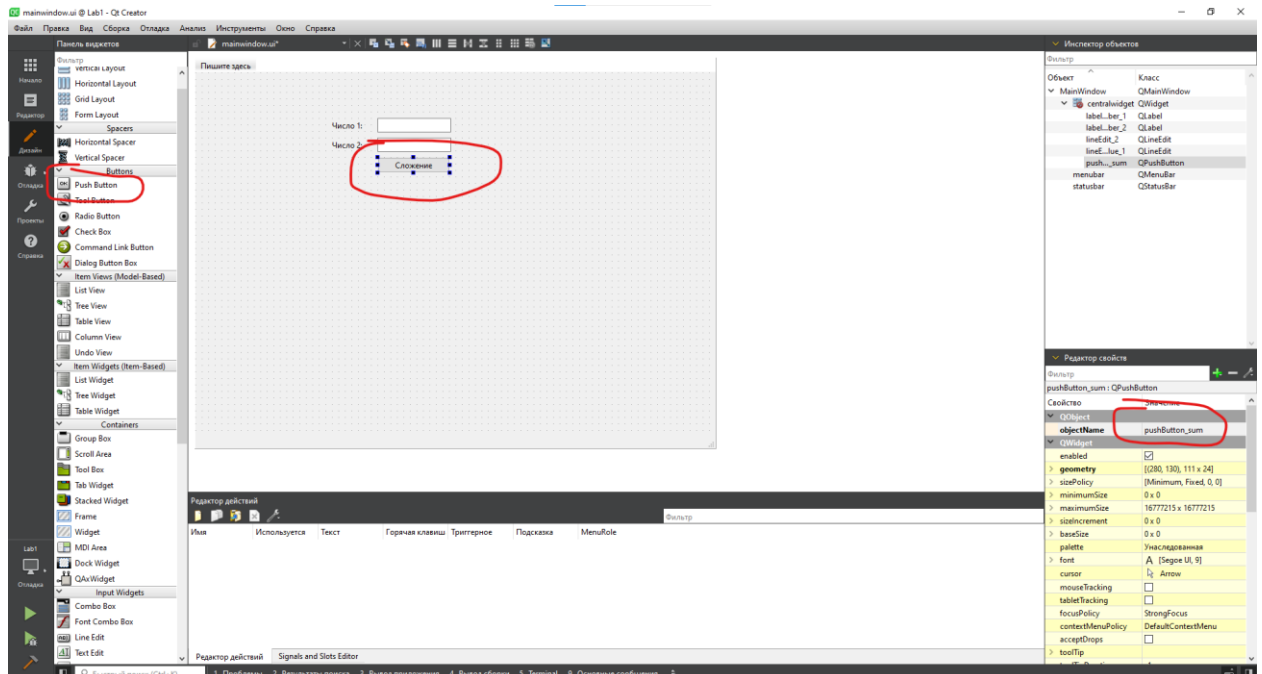 mainwindow.ui @ Lab1 - Qt Creator
Файл Правка Вид Сборка Отладка Анализ Инструменты Окно Справка
Панель виджетов
mainwindow.ui*
Инспектор объектов
Начало
Редактор
Дизайн
Отладка
Проекты
Справка
Lab1
Отладка
Фильтр
Vertical Layout
Horizontal Layout
Grid Layout
Form Layout
Spacers
Horizontal Spacer
Vertical Spacer
Buttons
Push Button
Tool Button
Radio Button
Check Box
Command Link Button
Dialog Button Box
Item Views (Model-Based)
List View
Tree View
Table View
Column View
Undo View
Item Widgets (Item-Based)
List Widget
Tree Widget
Table Widget
Containers
Group Box
Scroll Area
Tool Box
Tab Widget
Stacked Widget
Frame
Widget
MDI Area
Dock Widget
QAxWidget
Input Widgets
Combo Box
Font Combo Box
Line Edit
Text Edit
Пишите здесь
Число 1:
Число 2:
Сложение
Редактор действий
Фильтр
Имя Используется Текст Горячая клавиш Триггерное Подсказка MenuRole
Редактор действий Signals and Slots Editor
Фильтр
Объект Класс
MainWindow QMainWindow
centralwidget QWidget
label...ber_1 QLabel
label...ber_2 QLabel
lineEdit_2 QLineEdit
lineE...lue_1 QLineEdit
push..._sum QPushButton
menubar QMenuBar
statusbar QStatusBar
Редактор свойств
Фильтр
pushButton_sum : QPushButton
Свойство Значение
QObject
objectName pushButton_sum
QWidget
enabled
geometry [(280, 130), 111 x 24]
sizePolicy [Minimum, Fixed, 0, 0]
minimumSize 0 x 0
maximumSize 16777215 x 16777215
sizeIncrement 0 x 0
baseSize 0 x 0
palette Унаследованная
font A [Segoe UI, 9]
cursor Arrow
mouseTracking
tabletTracking
focusPolicy StrongFocus
contextMenuPolicy DefaultContextMenu
acceptDrops
toolTip